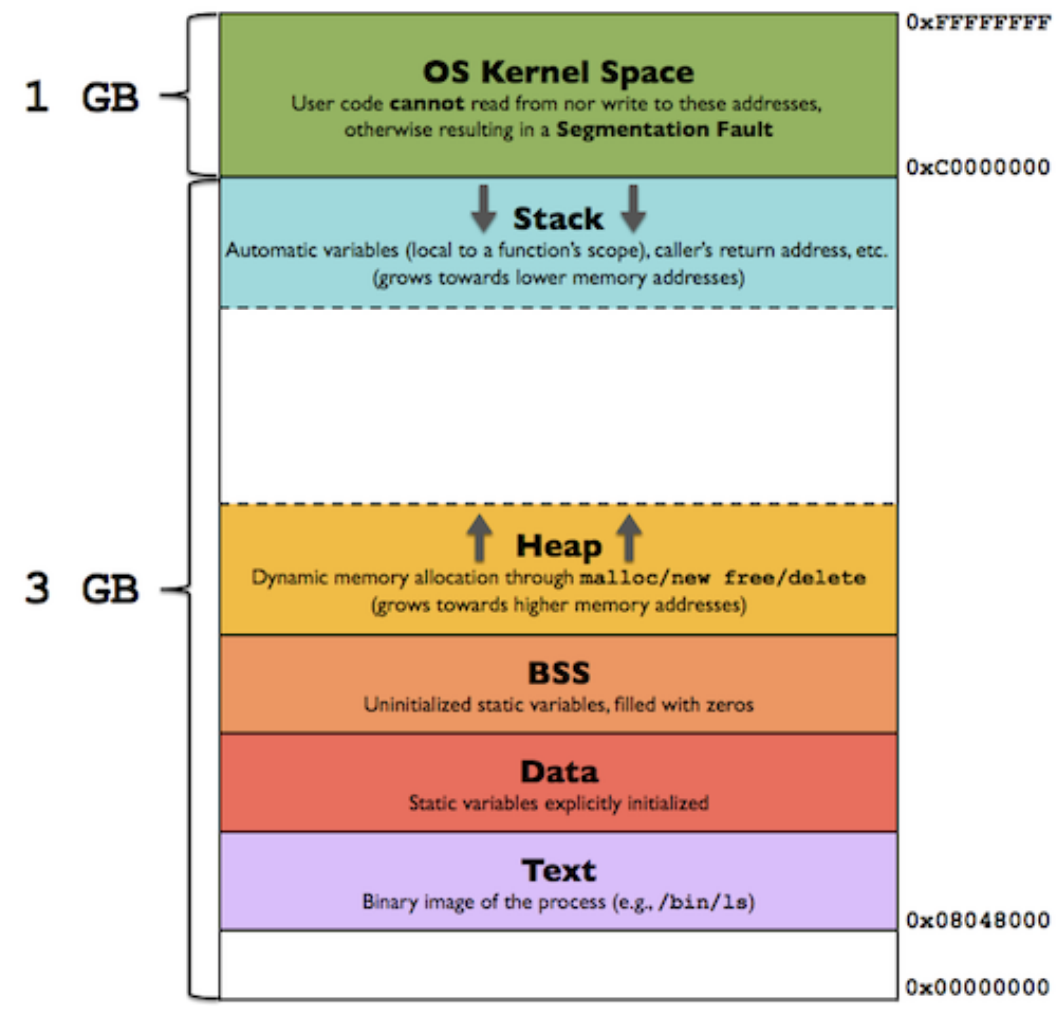 0xFFFFFFFF
OS Kernel Space
1 GB
User code cannot read from nor write to these addresses,
otherwise resulting in a Segmentation Fault
0xC0000000
Stack
Automatic variables (local to a function's scope), caller's return address, etc.
(grows towards lower memory addresses)
Heap
3 GB
Dynamic memory allocation through malloc/new free/delete
(grows towards higher memory addresses)
BSS
Uninitialized static variables, filled with zeros
Data
Static variables explicitly initialized
Text
Binary image of the process (e.g., /bin/ls)
0x08048000
0x00000000